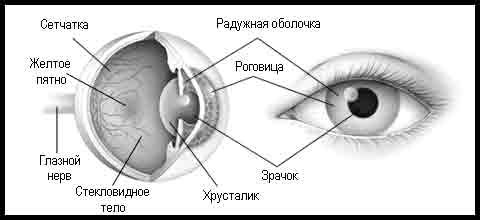 Сетчатка
Желтое
пятно
Глазной
нерв
Стекловидное
тело
Радужная оболочка
Роговица
Зрачок
Хрусталик